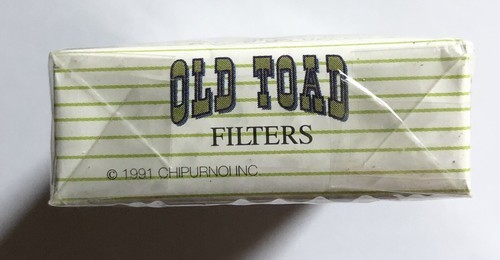 OLD TOAD
FILTERS
© 1991 CHIPURNOI INC.